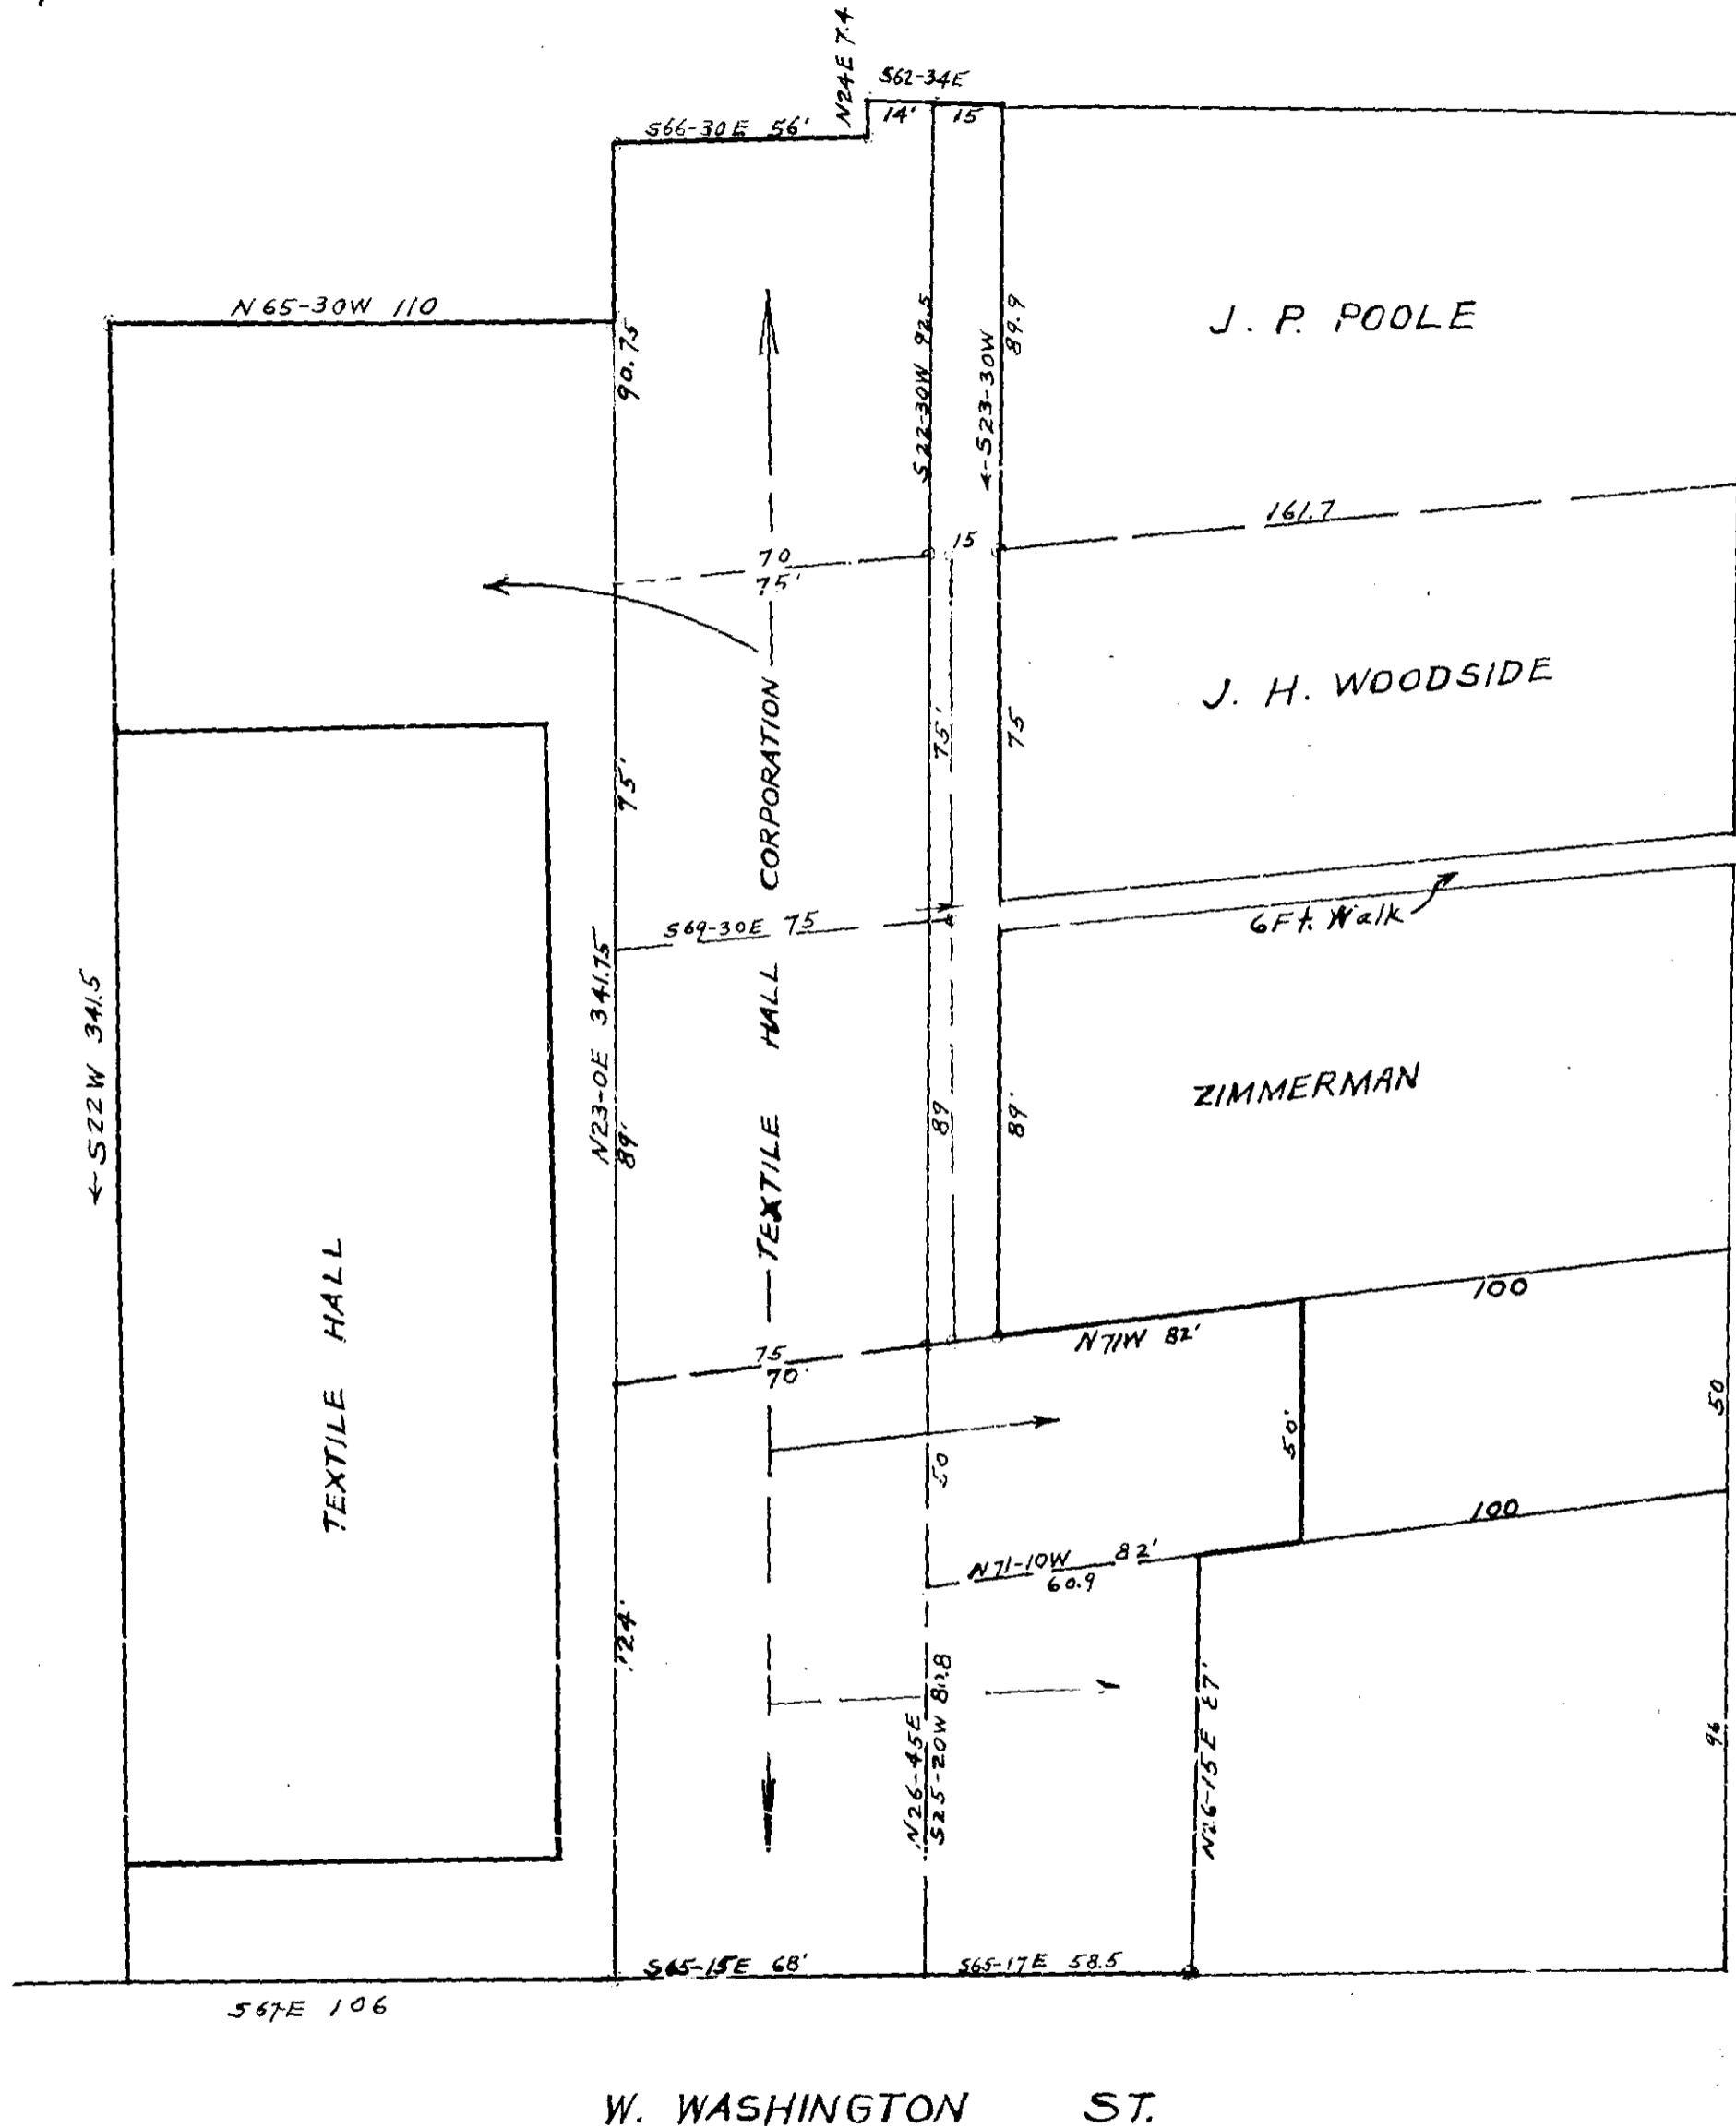 N24E 7.4
S62-34E
14' 15
S66-30E 56'
N65-30W 110
90.75
S22-30W 92.5
←S23-30W
89.9
J. P. POOLE
161.7
15
70
75'
J. H. WOODSIDE
75'
75'
75
6Ft. Walk
S69-30E 75
←S22W 341.5
N23-0E 341.75
89'
TEXTILE HALL CORPORATION
89
89'
ZIMMERMAN
TEXTILE HALL
100
N71W 82'
75
70'
50
50'
50
100
N71-10W 82'
60.9
124'
N26-45E
N26-15E 87'
96
S65-15E 68'
S65-17E 58.5
S67E 106
W. WASHINGTON ST.